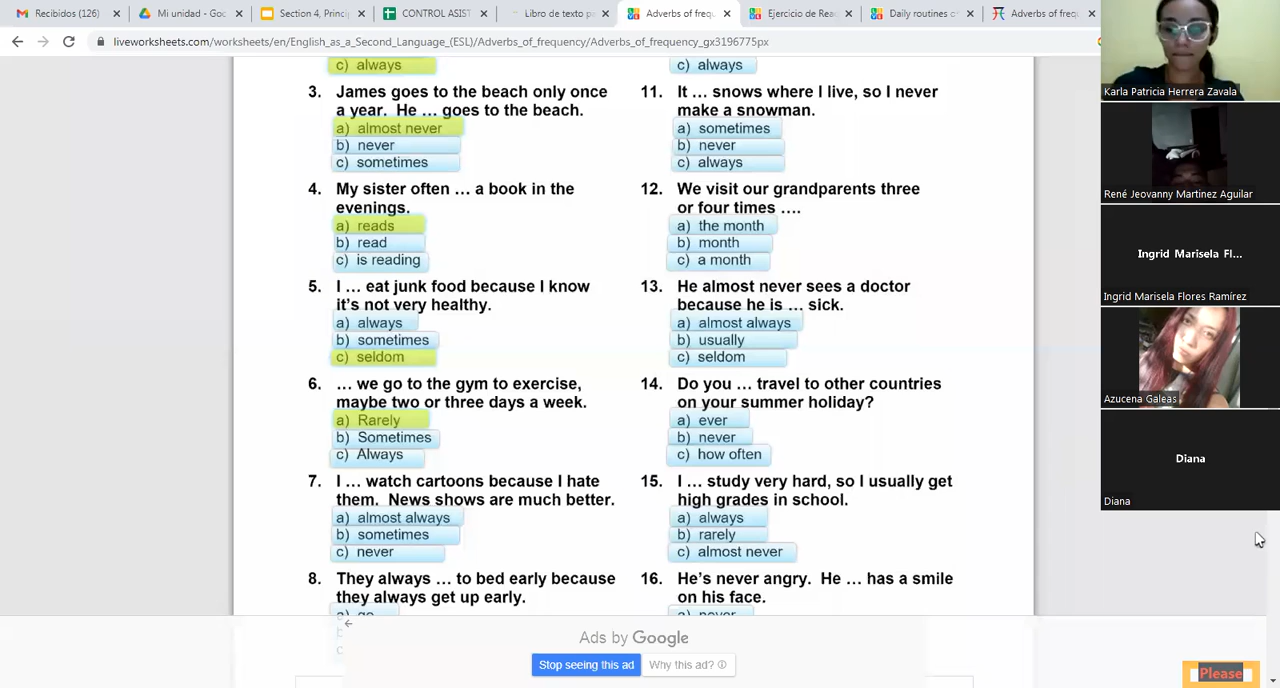 Recibidos (126)
Mi unidad - Goo
Section 4, Princi
CONTROL ASIST
Libro de texto p
Adverbs of freq
Ejercicio de Rea
Daily routines
Adverbs of freq
liveworksheets.com/worksheets/en/English_as_a_Second_Language_(ESL)/Adverbs_of_frequency/Adverbs_of_frequency_gx3196775px
c) always
3. James goes to the beach only once
a year. He … goes to the beach.
a) almost never
b) never
c) sometimes
4. My sister often … a book in the
evenings.
a) reads
b) read
c) is reading
5. I … eat junk food because I know
it's not very healthy.
a) always
b) sometimes
c) seldom
6. … we go to the gym to exercise,
maybe two or three days a week.
a) Rarely
b) Sometimes
c) Always
7. I … watch cartoons because I hate
them. News shows are much better.
a) almost always
b) sometimes
c) never
8. They always … to bed early because
they always get up early.
a) go
c) always
11. It … snows where I live, so I never
make a snowman.
a) sometimes
b) never
c) always
12. We visit our grandparents three
or four times ….
a) the month
b) month
c) a month
13. He almost never sees a doctor
because he is … sick.
a) almost always
b) usually
c) seldom
14. Do you … travel to other countries
on your summer holiday?
a) ever
b) never
c) how often
15. I … study very hard, so I usually get
high grades in school.
a) always
b) rarely
c) almost never
16. He's never angry. He … has a smile
on his face.
a) never
Ads by Google
Stop seeing this ad
Why this ad?
Karla Patricia Herrera Zavala
René Jeovanny Martinez Aguilar
Ingrid Marisela Fl...
Ingrid Marisela Flores Ramírez
Azucena Galeas
Diana
Diana
Please